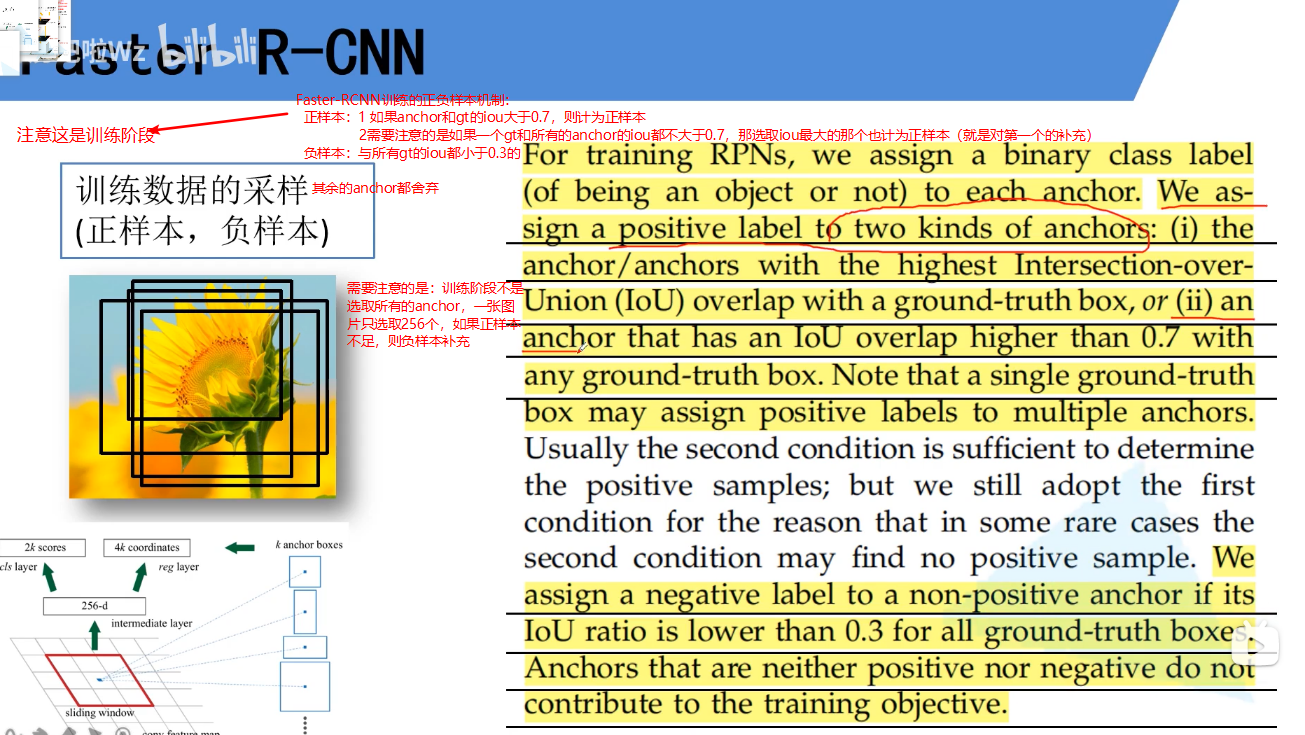 Faster R-CNN
bilibili
Faster-RCNN训练的正负样本机制:
正样本：1 如果anchor和gt的iou大于0.7，则计为正样本
2需要注意的是如果一个gt和所有的anchor的iou都不大于0.7，那选取iou最大的那个也计为正样本（就是对第一个的补充）
负样本：与所有gt的iou都小于0.3的
其余的anchor都舍弃
注意这是训练阶段
训练数据的采样
(正样本，负样本)
需要注意的是：训练阶段不是
选取所有的anchor，一张图
片只选取256个，如果正样本
不足，则负样本补充
For training RPNs, we assign a binary class label
(of being an object or not) to each anchor. We as-
sign a positive label to two kinds of anchors: (i) the
anchor/anchors with the highest Intersection-over-
Union (IoU) overlap with a ground-truth box, or (ii) an
anchor that has an IoU overlap higher than 0.7 with
any ground-truth box. Note that a single ground-truth
box may assign positive labels to multiple anchors.
Usually the second condition is sufficient to determine
the positive samples; but we still adopt the first
condition for the reason that in some rare cases the
second condition may find no positive sample. We
assign a negative label to a non-positive anchor if its
IoU ratio is lower than 0.3 for all ground-truth boxes.
Anchors that are neither positive nor negative do not
contribute to the training objective.
2k scores
4k coordinates
k anchor boxes
cls layer
reg layer
256-d
intermediate layer
sliding window
conv feature map